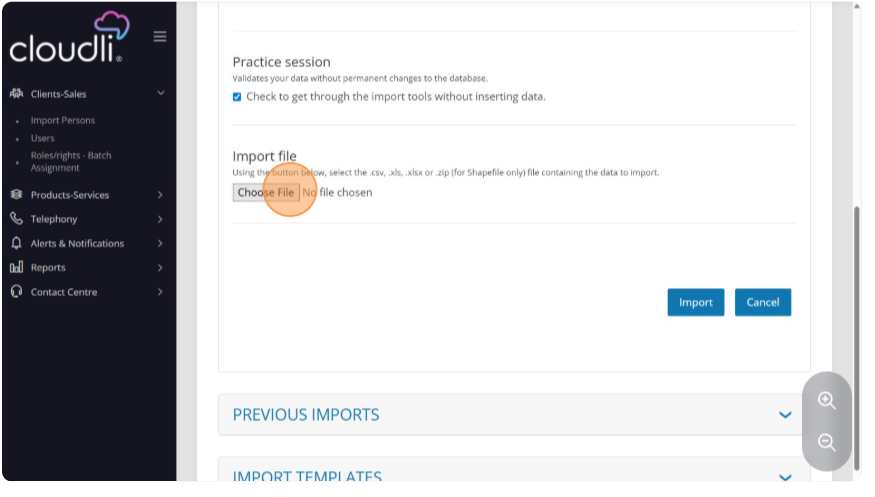 cloudli®
Clients-Sales
Import Persons
Users
Roles/rights - Batch
Assignment
Products-Services
Telephony
Alerts & Notifications
Reports
Contact Centre
Practice session
Validates your data without permanent changes to the database.
Check to get through the import tools without inserting data.
Import file
Using the button below, select the .csv, .xls, .xlsx or .zip (for Shapefile only) file containing the data to import.
Choose File No file chosen
Import Cancel
PREVIOUS IMPORTS
IMPORT TEMPLATES